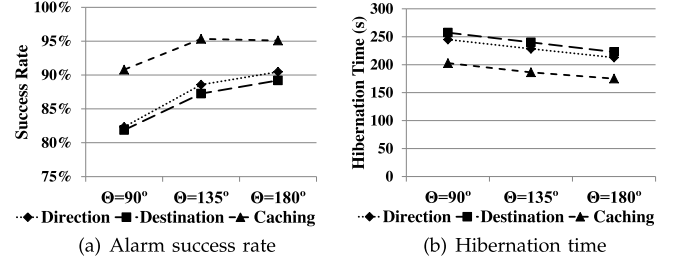 100%
95%
90%
85%
80%
75%
Success Rate
Θ=90º Θ=135º Θ=180º
Direction Destination Caching
(a) Alarm success rate
300
250
200
150
100
50
0
Hibernation Time (s)
Θ=90º Θ=135º Θ=180º
Direction Destination Caching
(b) Hibernation time